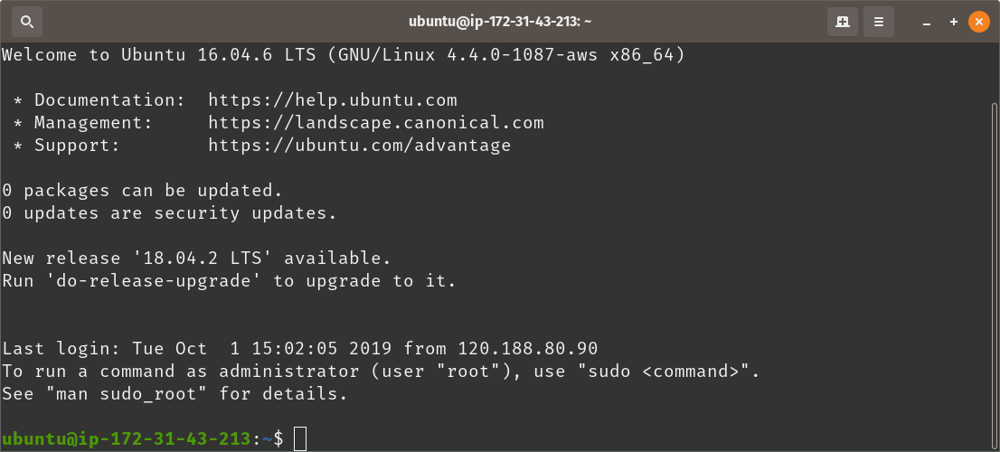 ubuntu@ip-172-31-43-213: ~
Welcome to Ubuntu 16.04.6 LTS (GNU/Linux 4.4.0-1087-aws x86_64)
* Documentation:  https://help.ubuntu.com
* Management:     https://landscape.canonical.com
* Support:        https://ubuntu.com/advantage
0 packages can be updated.
0 updates are security updates.
New release '18.04.2 LTS' available.
Run 'do-release-upgrade' to upgrade to it.
Last login: Tue Oct  1 15:02:05 2019 from 120.188.80.90
To run a command as administrator (user "root"), use "sudo <command>".
See "man sudo_root" for details.
ubuntu@ip-172-31-43-213:~$